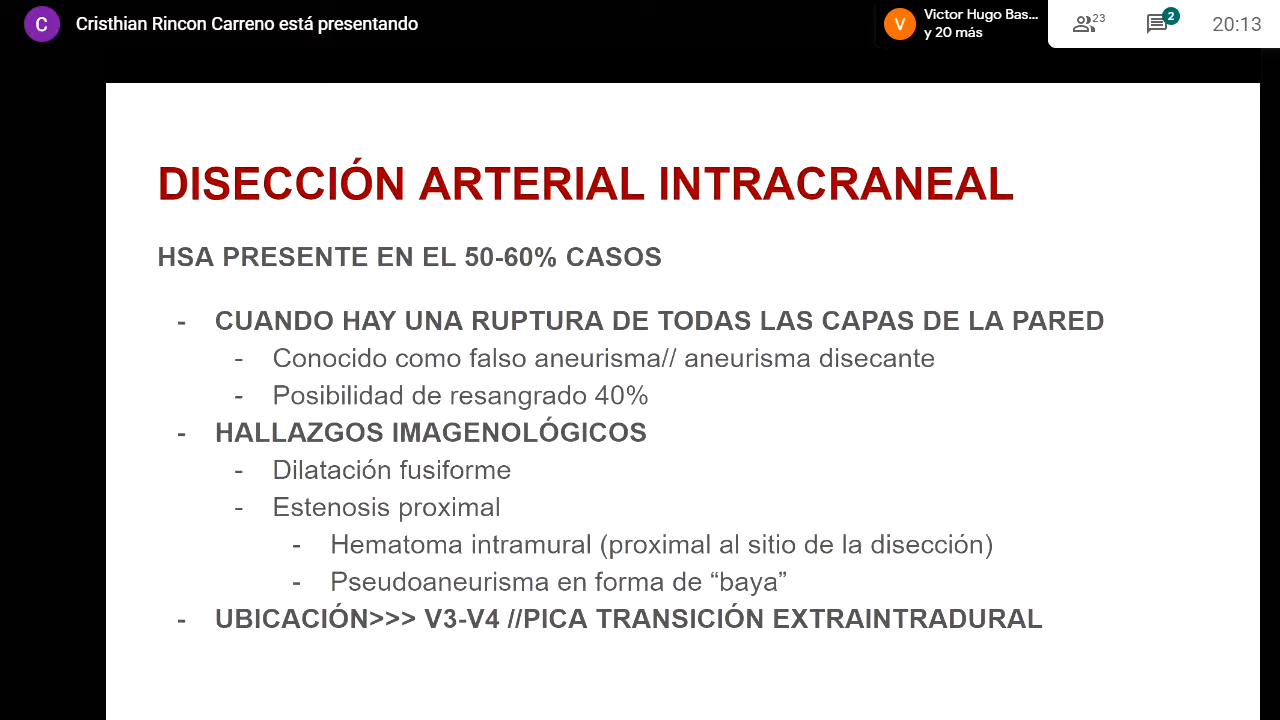 C Cristhian Rincon Carreno está presentando
V Victor Hugo Bas...
y 20 más
23
2
20:13
DISECCIÓN ARTERIAL INTRACRANEAL
HSA PRESENTE EN EL 50-60% CASOS
- CUANDO HAY UNA RUPTURA DE TODAS LAS CAPAS DE LA PARED
- Conocido como falso aneurisma// aneurisma disecante
- Posibilidad de resangrado 40%
- HALLAZGOS IMAGENOLÓGICOS
- Dilatación fusiforme
- Estenosis proximal
- Hematoma intramural (proximal al sitio de la disección)
- Pseudoaneurisma en forma de “baya”
- UBICACIÓN>>> V3-V4 //PICA TRANSICIÓN EXTRAINTRADURAL